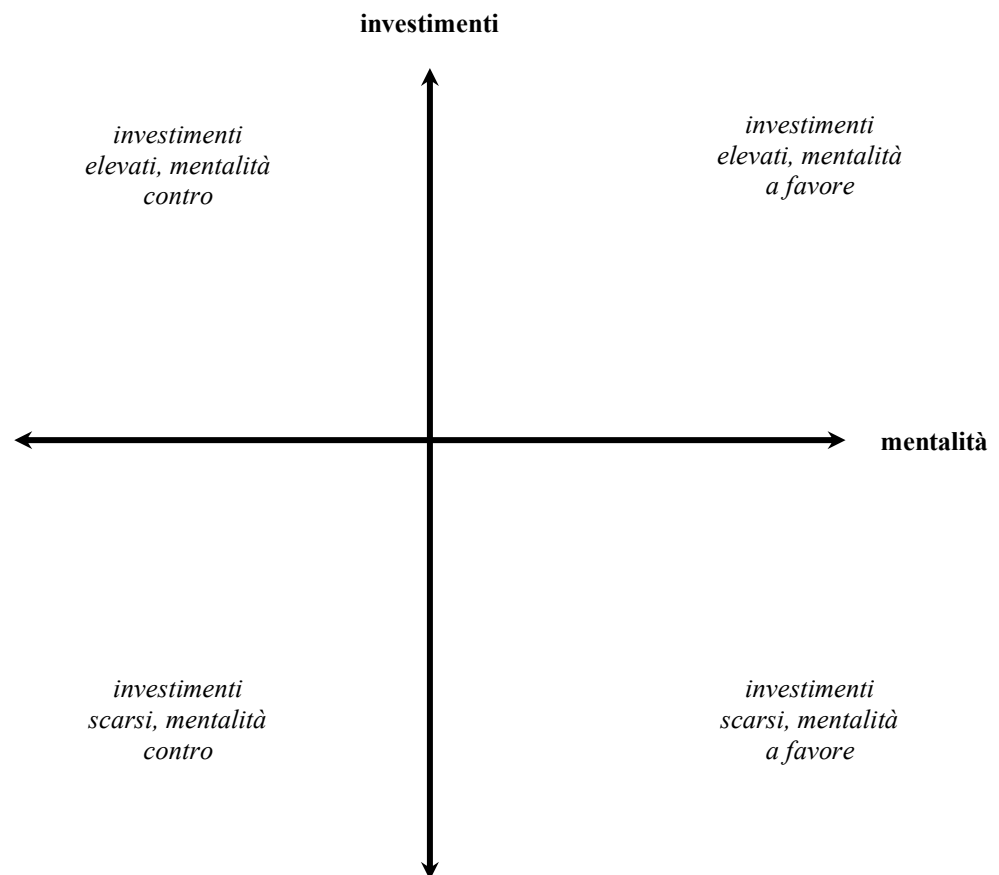 investimenti
investimenti
elevati, mentalità
contro
investimenti
elevati, mentalità
a favore
mentalità
investimenti
scarsi, mentalità
contro
investimenti
scarsi, mentalità
a favore